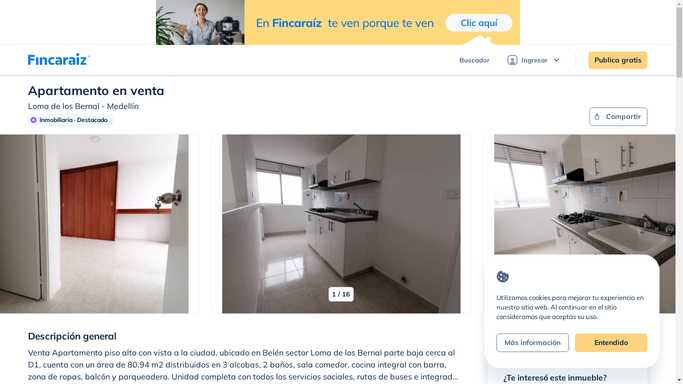 En Fincaraíz te ven porque te ven
Clic aquí
Fincaraíz
Buscador
Ingresar
Publica gratis
Apartamento en venta
Loma de los Bernal - Medellín
Inmobiliaria · Destacado
Compartir
1 / 16
Utilizamos cookies para mejorar tu experiencia en
nuestro sitio web. Al continuar en el sitio
consideramos que aceptas su uso.
Más información
Entendido
Descripción general
Venta Apartamento piso alto con vista a la ciudad, ubicado en Belén sector Loma de los Bernal parte baja cerca al
D1, cuenta con un área de 80.94 m2 distribuidos en 3 alcobas, 2 baños, sala comedor, cocina integral con barra,
zona de ropas, balcón y parqueadero. Unidad completa con todos los servicios sociales, rutas de buses e integrad...
¿Te interesó este inmueble?